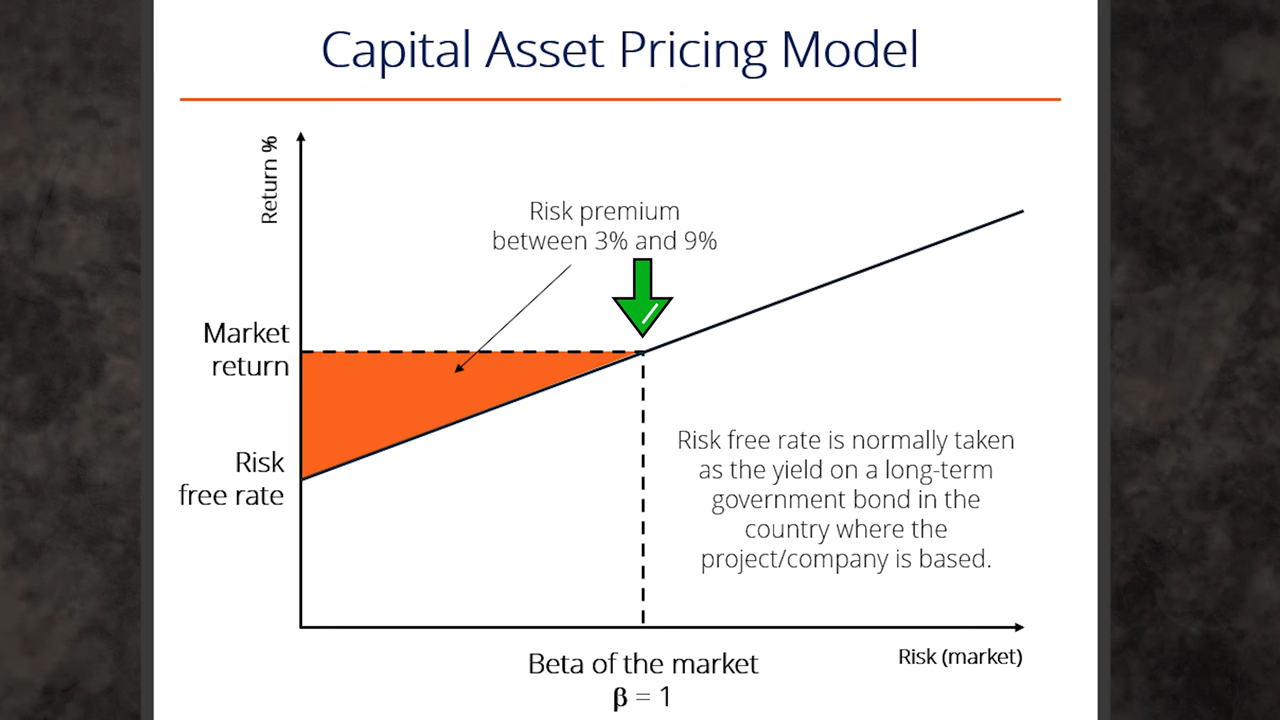 Capital Asset Pricing Model
Return %
Risk premium
between 3% and 9%
Market
return
Risk
free rate
Risk free rate is normally taken
as the yield on a long-term
government bond in the
country where the
project/company is based.
Risk (market)
Beta of the market
β = 1